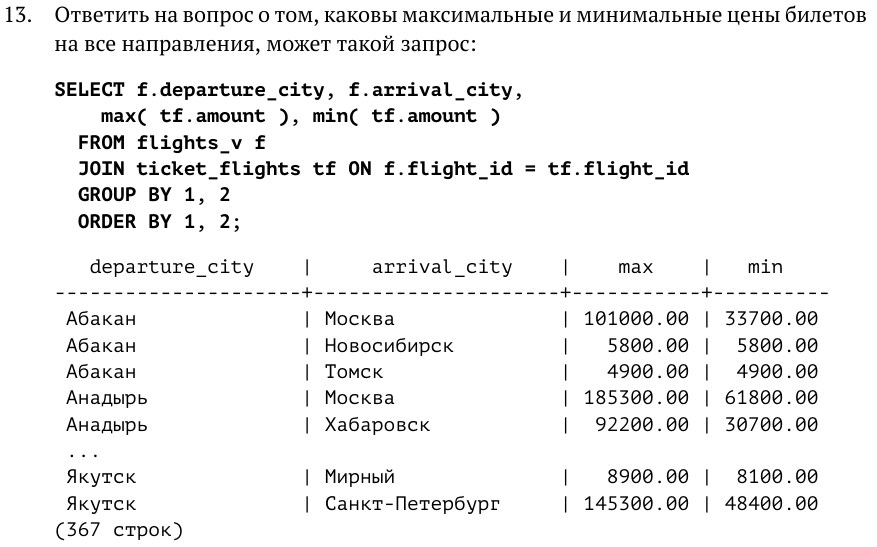 13. Ответить на вопрос о том, каковы максимальные и минимальные цены билетов
на все направления, может такой запрос:
SELECT f.departure_city, f.arrival_city,
    max( tf.amount ), min( tf.amount )
  FROM flights_v f
  JOIN ticket_flights tf ON f.flight_id = tf.flight_id
  GROUP BY 1, 2
  ORDER BY 1, 2;
   departure_city    |     arrival_city    |    max    |   min
---------------------+---------------------+-----------+----------
 Абакан              | Москва              | 101000.00 | 33700.00
 Абакан              | Новосибирск         |   5800.00 |  5800.00
 Абакан              | Томск               |   4900.00 |  4900.00
 Анадырь             | Москва              | 185300.00 | 61800.00
 Анадырь             | Хабаровск           |  92200.00 | 30700.00
 ...
 Якутск              | Мирный              |   8900.00 |  8100.00
 Якутск              | Санкт-Петербург     | 145300.00 | 48400.00
(367 строк)